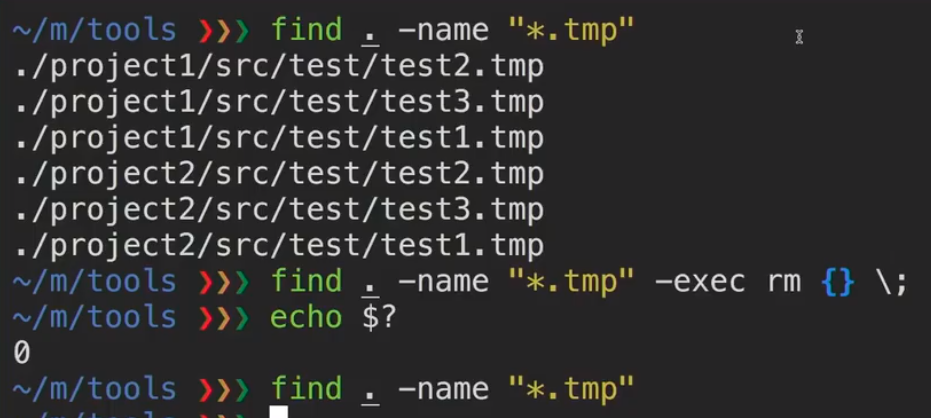 ~/m/tools ❯❯❯ find . -name "*.tmp"
./project1/src/test/test2.tmp
./project1/src/test/test3.tmp
./project1/src/test/test1.tmp
./project2/src/test/test2.tmp
./project2/src/test/test3.tmp
./project2/src/test/test1.tmp
~/m/tools ❯❯❯ find . -name "*.tmp" -exec rm {} \;
~/m/tools ❯❯❯ echo $?
0
~/m/tools ❯❯❯ find . -name "*.tmp"